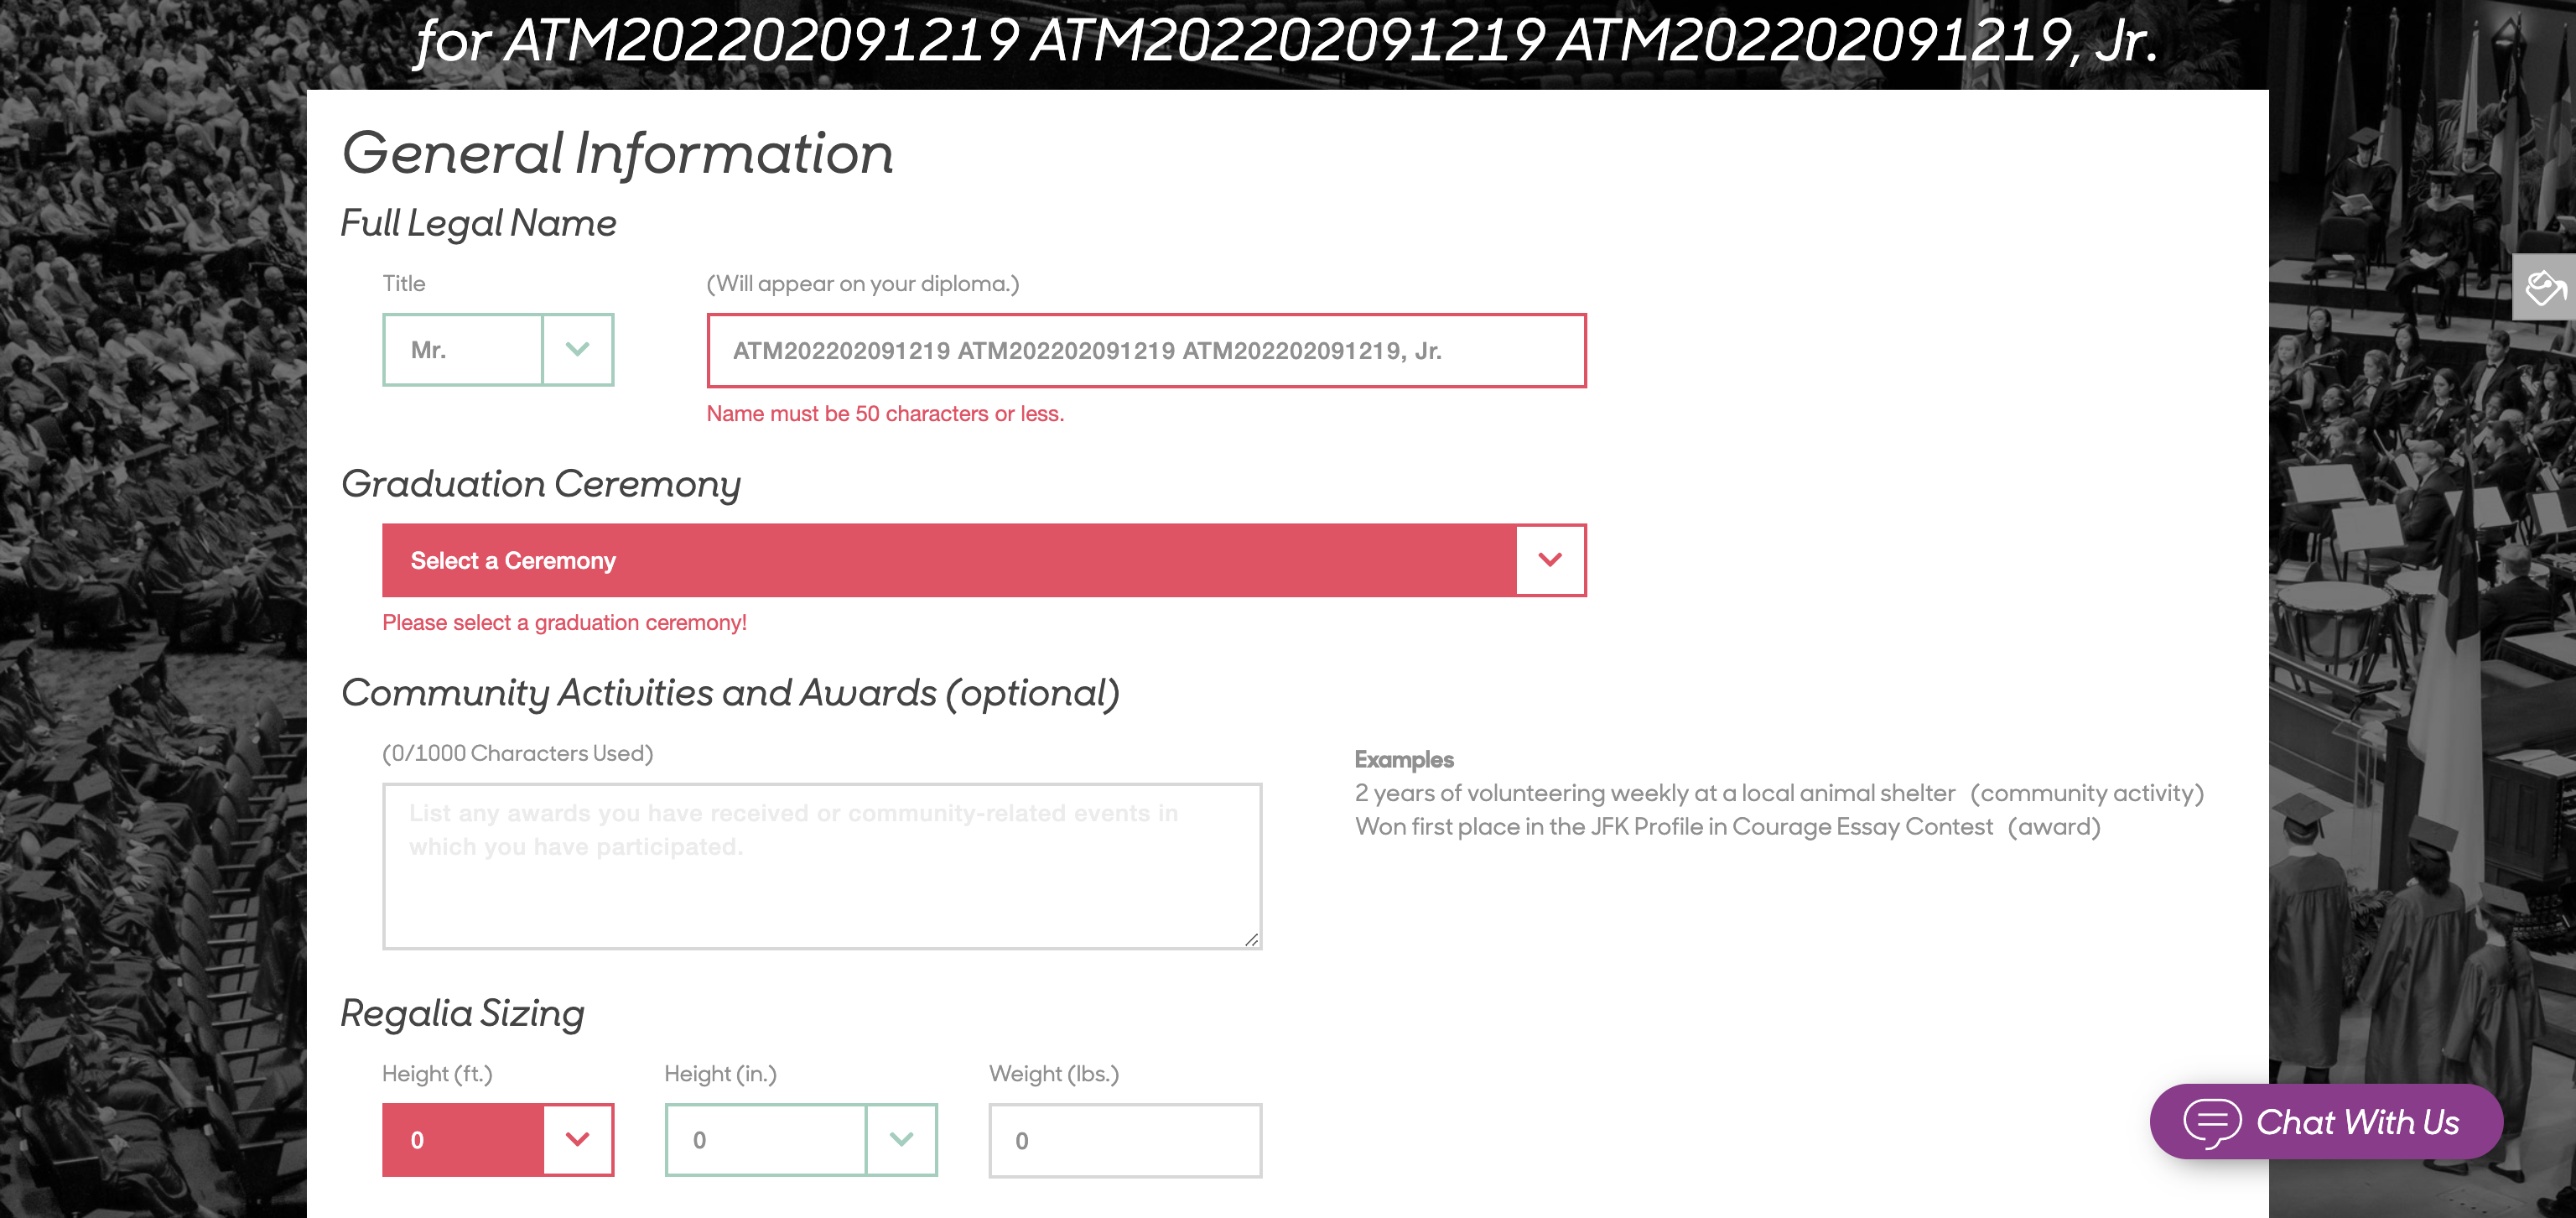 for ATM202202091219 ATM202202091219 ATM202202091219, Jr.
General Information
Full Legal Name
Title
(Will appear on your diploma.)
Mr.
ATM202202091219 ATM202202091219 ATM202202091219, Jr.
Name must be 50 characters or less.
Graduation Ceremony
Select a Ceremony
Please select a graduation ceremony!
Community Activities and Awards (optional)
(0/1000 Characters Used)
List any awards you have received or community-related events in
which you have participated.
Examples
2 years of volunteering weekly at a local animal shelter (community activity)
Won first place in the JFK Profile in Courage Essay Contest (award)
Regalia Sizing
Height (ft.)
Height (in.)
Weight (lbs.)
0
0
0
Chat With Us